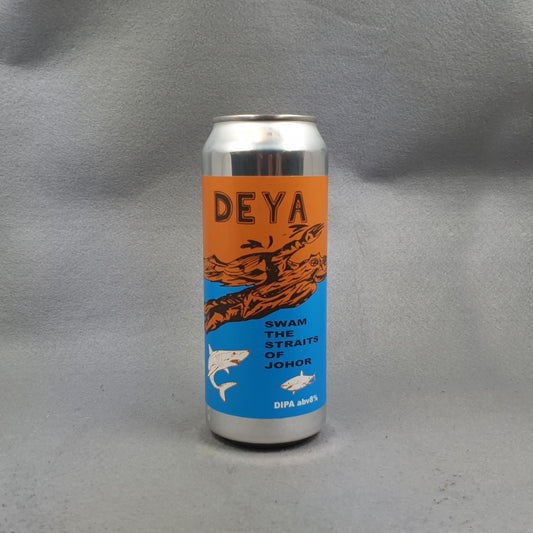 DEYA
SWAM
THE
STRAITS
OF
JOHOR
DIPA abv8%